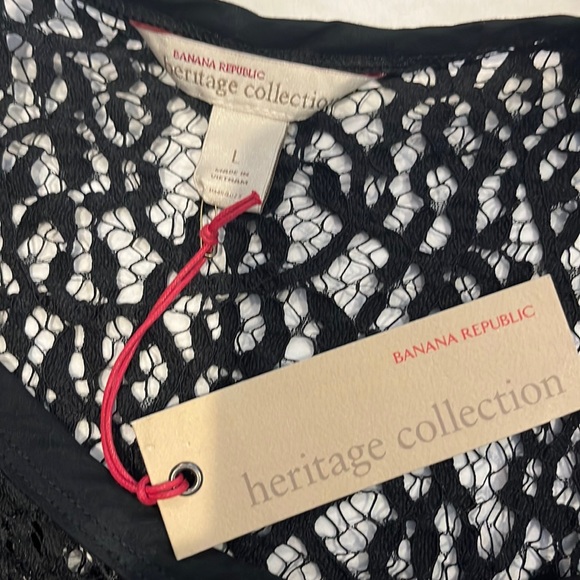 BANANA REPUBLIC
heritage collection
L
MADE IN
VIETNAM
BANANA REPUBLIC
heritage collection